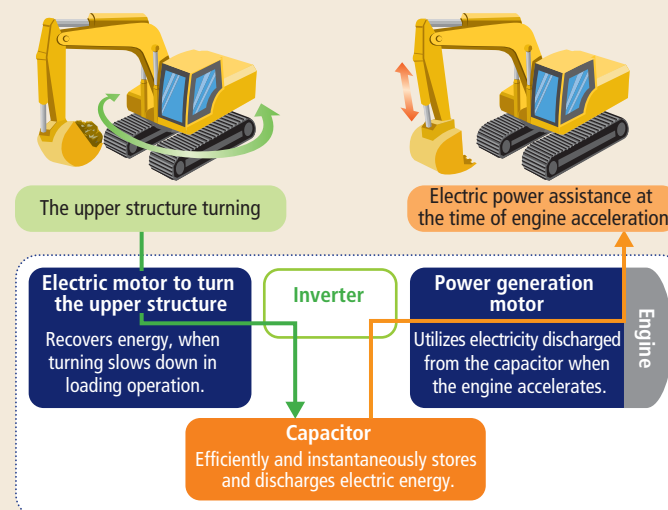 The upper structure turning
Electric power assistance at
the time of engine acceleration
Electric motor to turn
the upper structure
Recovers energy, when
turning slows down in
loading operation.
Inverter
Power generation
motor
Utilizes electricity discharged
from the capacitor when
the engine accelerates.
Engine
Capacitor
Efficiently and instantaneously stores
and discharges electric energy.